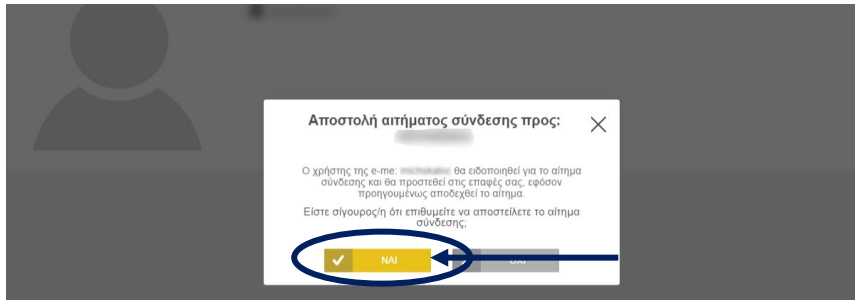 Αποστολή αιτήματος σύνδεσης προς:
Ο χρήστης της e-me: θα ειδοποιηθεί για το αίτημα
σύνδεσης και θα προστεθεί στις επαφές σας, εφόσον
προηγουμένως αποδεχθεί το αίτημα.
Είστε σίγουρος/η ότι επιθυμείτε να αποστείλετε το αίτημα
σύνδεσης;
ΝΑΙ